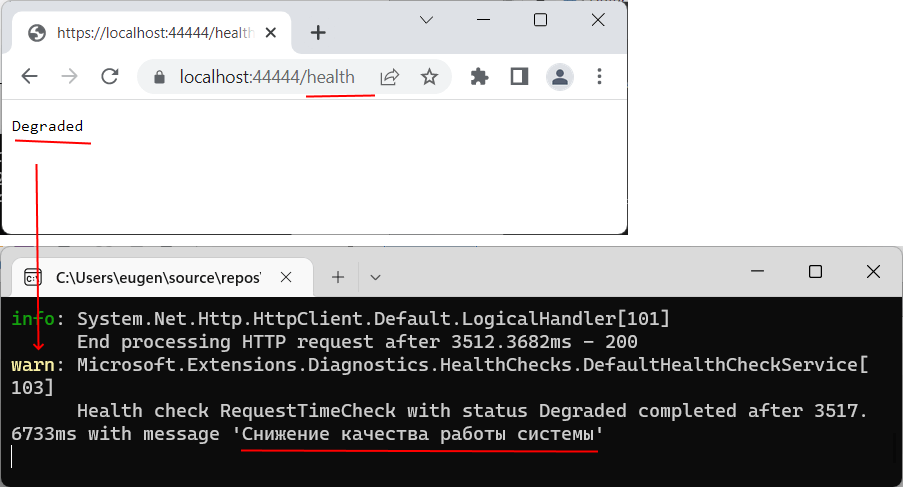 https://localhost:44444/health
localhost:44444/health
Degraded
C:\Users\eugen\source\repos\
info: System.Net.Http.HttpClient.Default.LogicalHandler[101]
End processing HTTP request after 3512.3682ms - 200
warn: Microsoft.Extensions.Diagnostics.HealthChecks.DefaultHealthCheckService[
103]
Health check RequestTimeCheck with status Degraded completed after 3517.
6733ms with message 'Снижение качества работы системы'